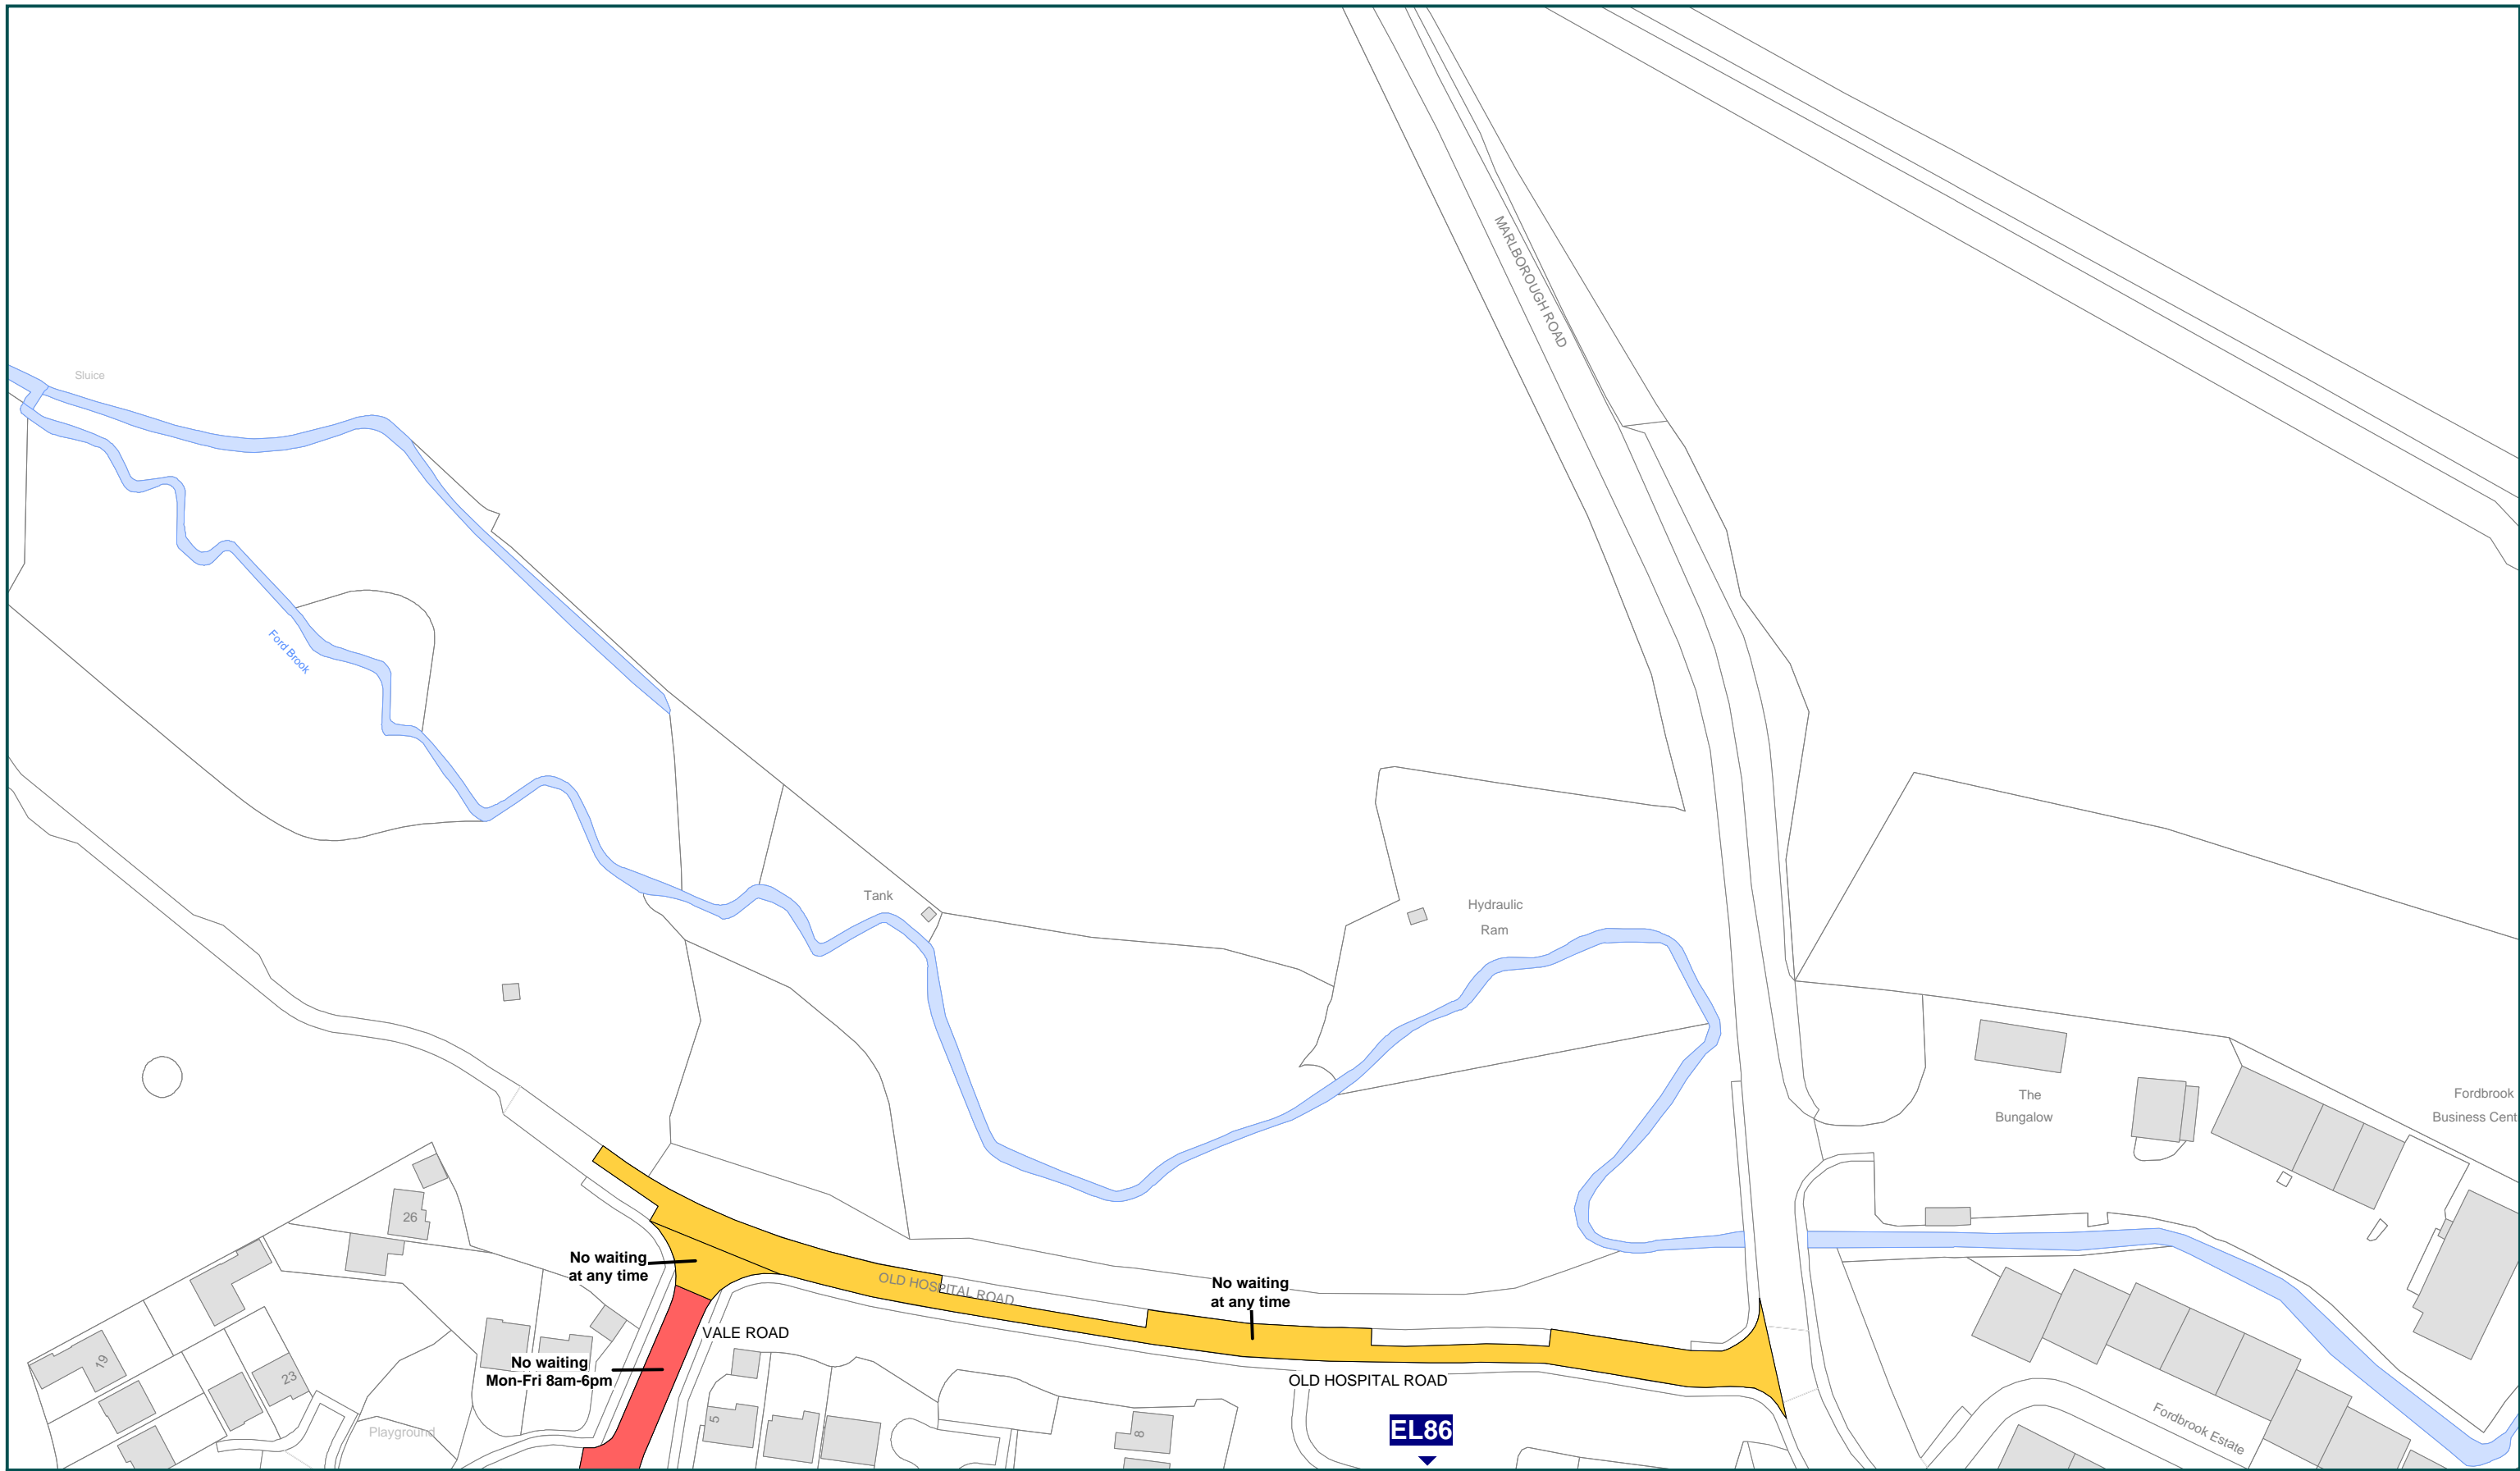 MARLBOROUGH ROAD
Sluice
Ford Brook
Tank
Hydraulic
Ram
The
Bungalow
Fordbrook
Business Cent
26
No waiting
at any time
OLD HOSPITAL ROAD
No waiting
at any time
VALE ROAD
19
23
No waiting
Mon-Fri 8am-6pm
OLD HOSPITAL ROAD
5
8
Playground
EL86
Fordbrook Estate